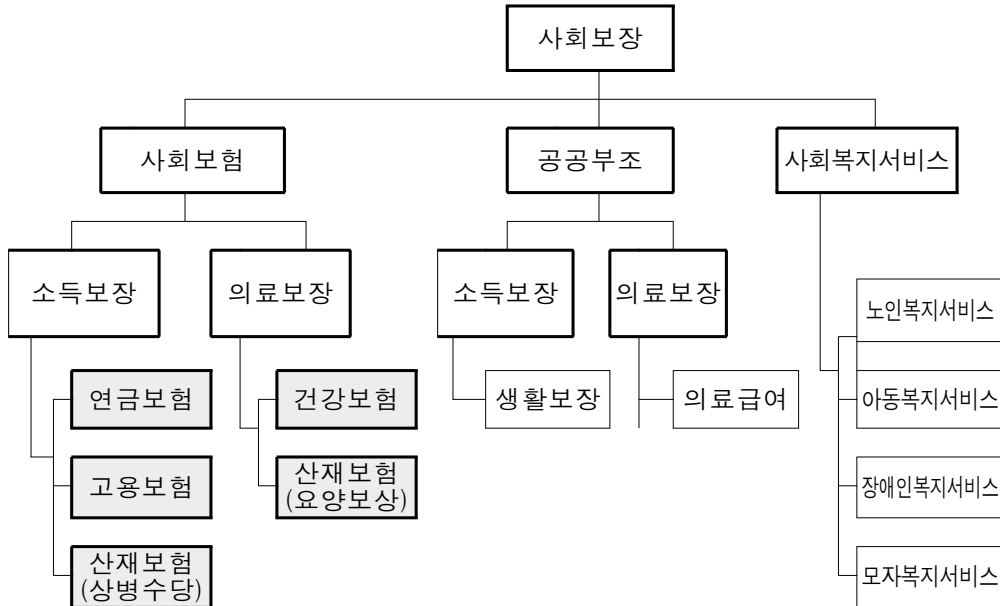 사회보장
사회보험
공공부조
사회복지서비스
소득보장
의료보장
소득보장
의료보장
노인복지서비스
연금보험
건강보험
생활보장
의료급여
아동복지서비스
고용보험
산재보험
(요양보상)
장애인복지서비스
산재보험
(상병수당)
모자복지서비스